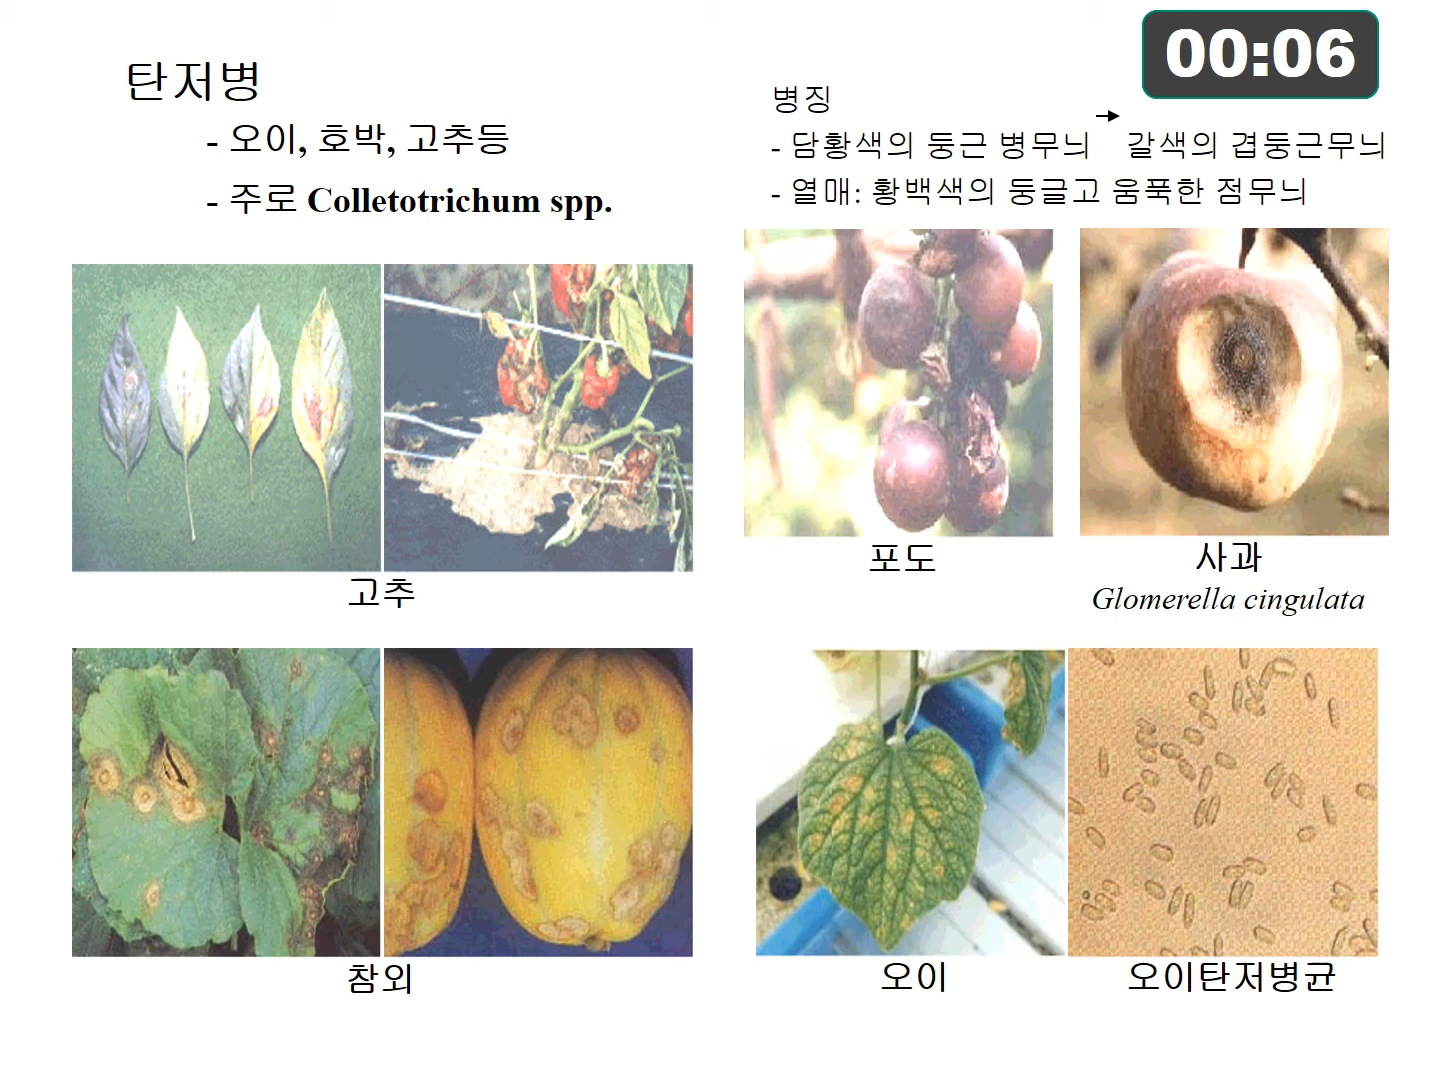 00:06
탄저병
- 오이, 호박, 고추등
- 주로 Colletotrichum spp.
병징
- 담황색의 둥근 병무늬 → 갈색의 겹둥근무늬
- 열매: 황백색의 둥글고 움푹한 점무늬
고추
포도
사과
Glomerella cingulata
참외
오이
오이탄저병균